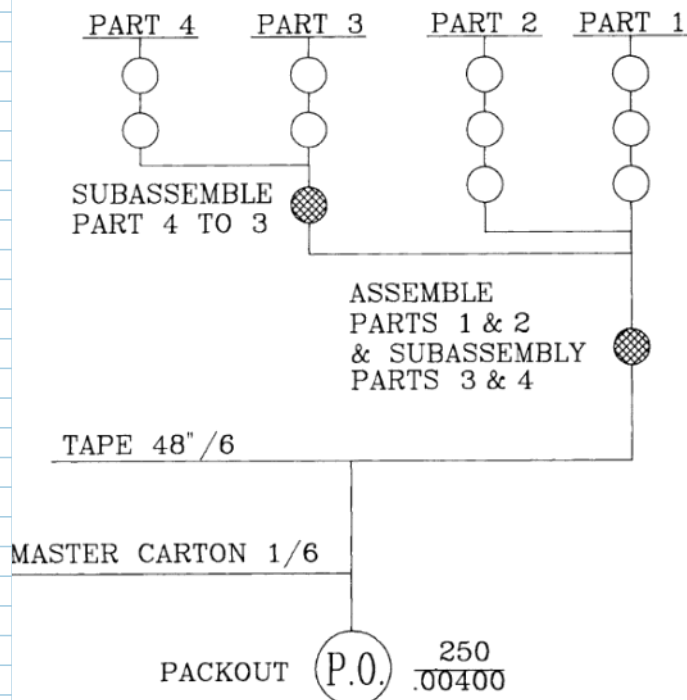 PART 4
PART 3
PART 2
PART 1
SUBASSEMBLE
PART 4 TO 3
ASSEMBLE
PARTS 1 & 2
& SUBASSEMBLY
PARTS 3 & 4
TAPE 48"/6
MASTER CARTON 1/6
PACKOUT
P.O.
250
.00400